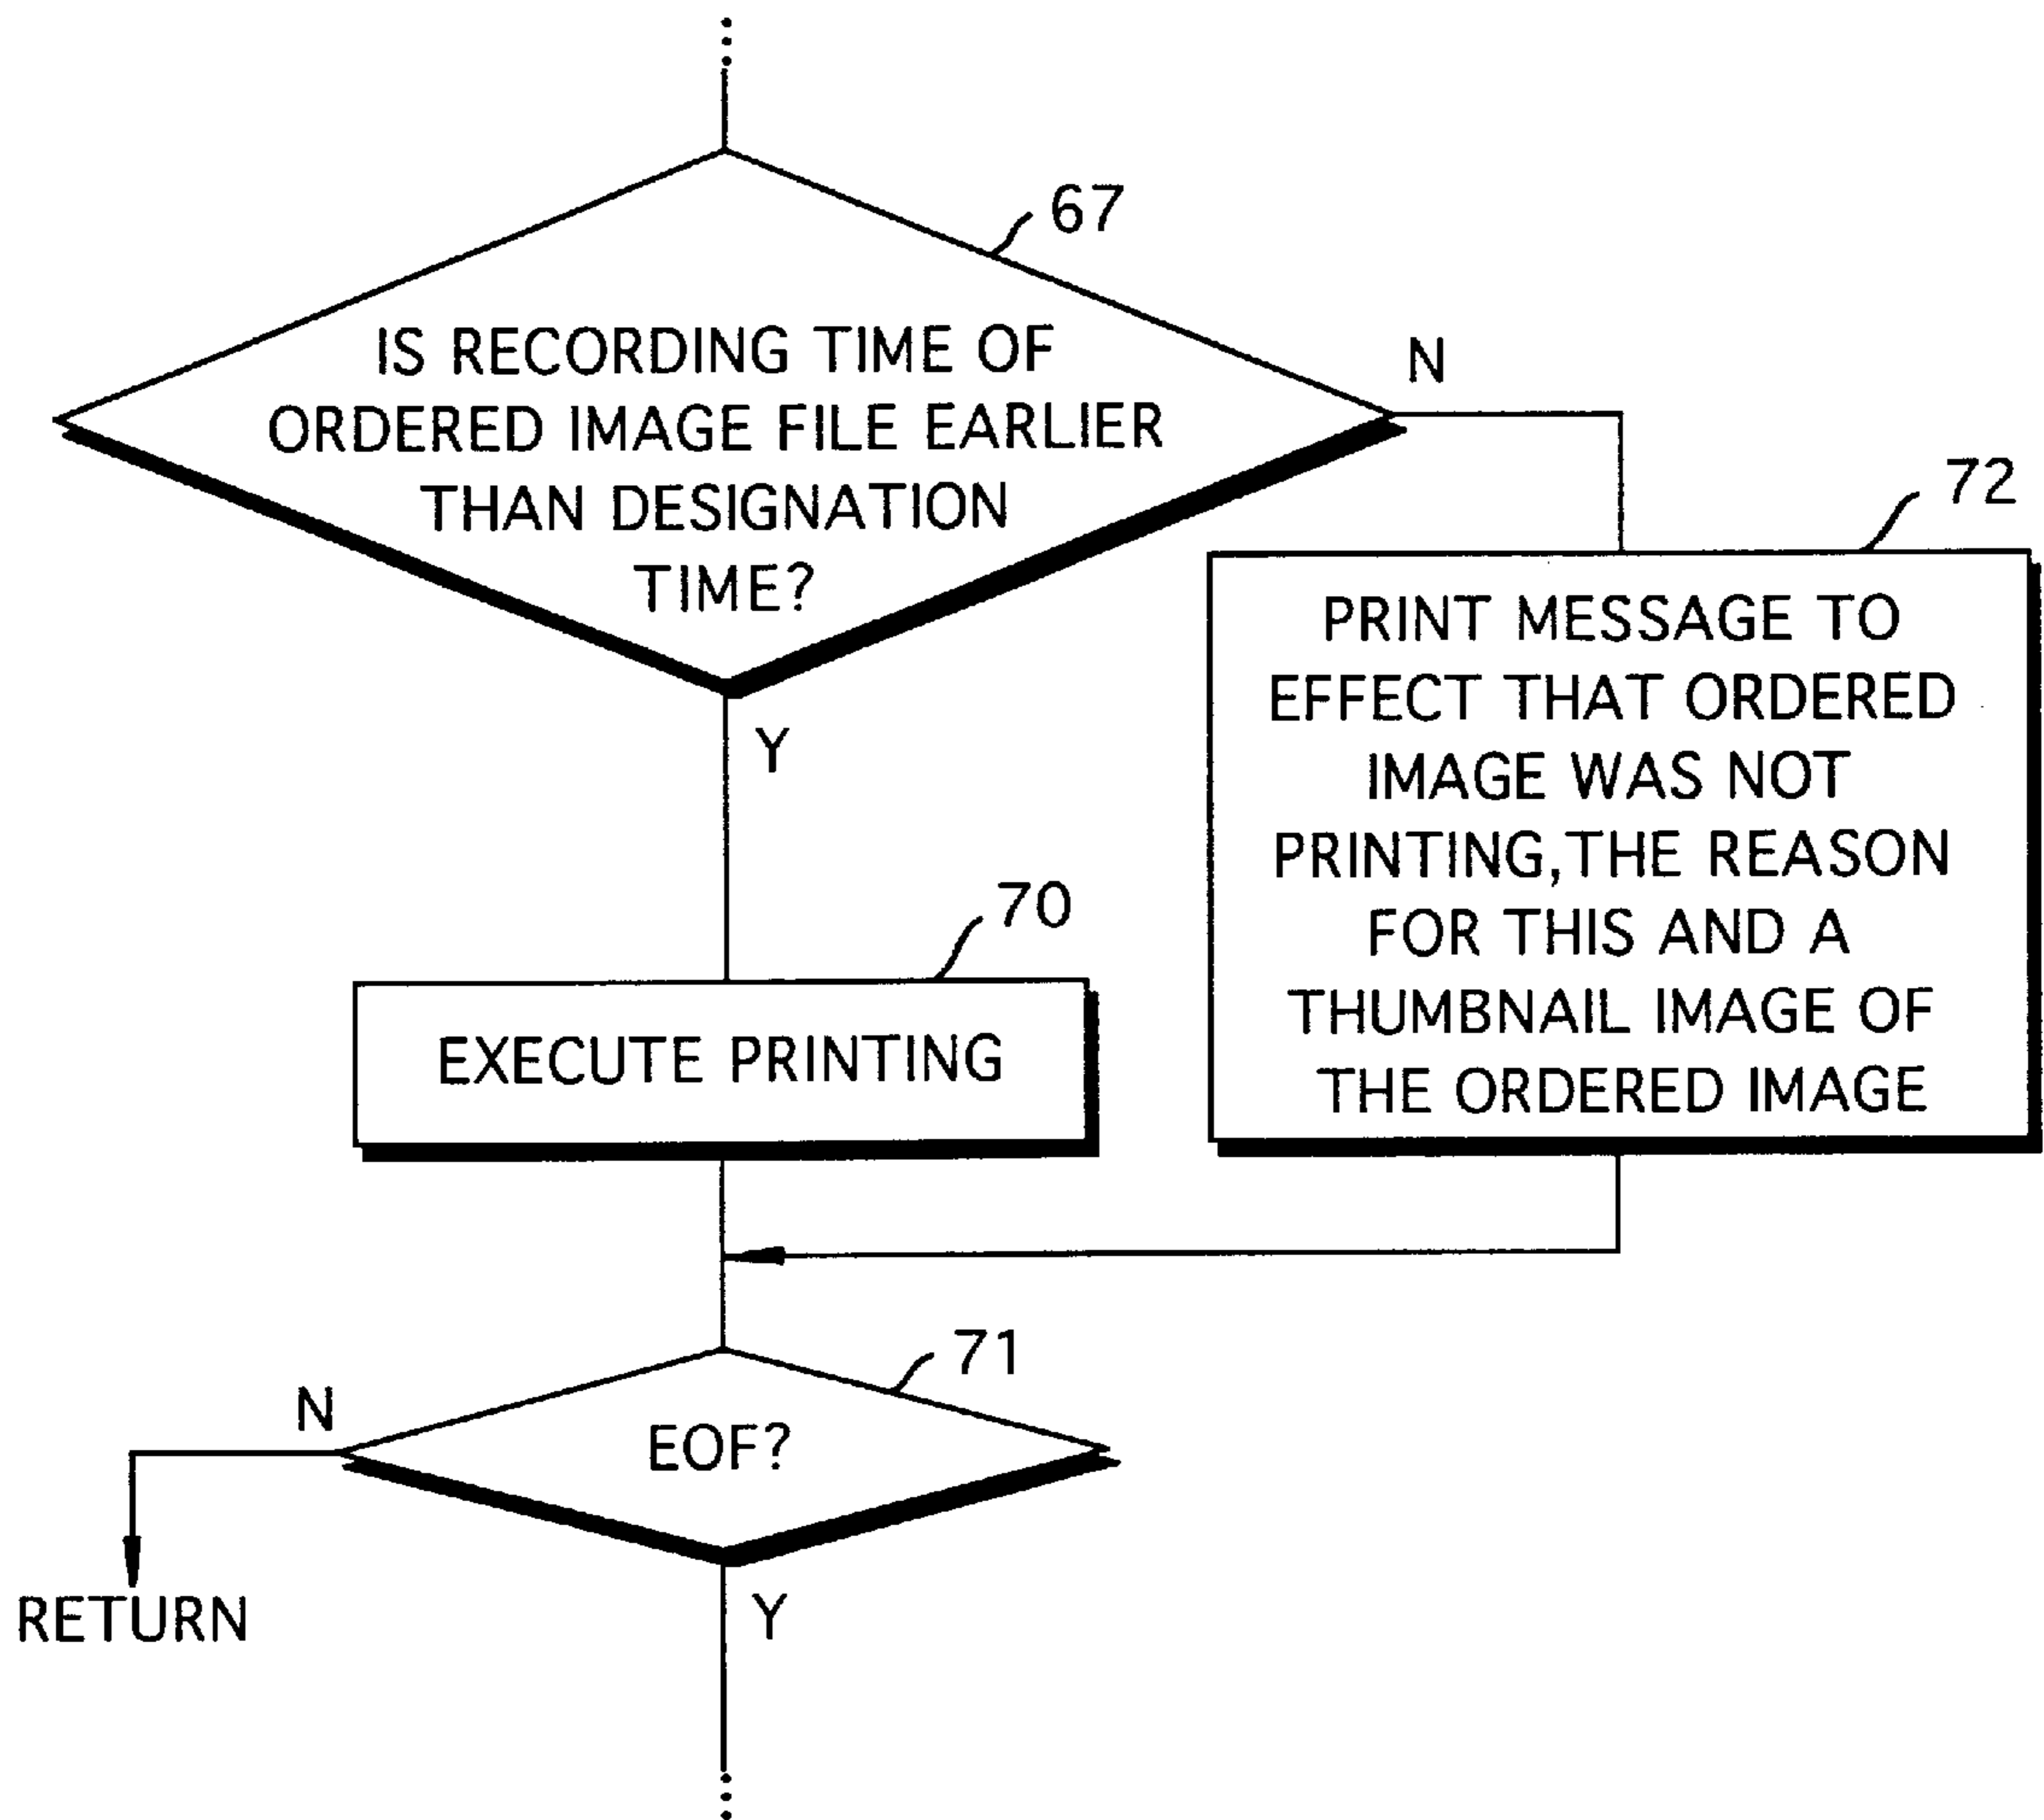 67
IS RECORDING TIME OF
ORDERED IMAGE FILE EARLIER
THAN DESIGNATION
TIME?
N
Y
72
PRINT MESSAGE TO
EFFECT THAT ORDERED
IMAGE WAS NOT
PRINTING, THE REASON
FOR THIS AND A
THUMBNAIL IMAGE OF
THE ORDERED IMAGE
70
EXECUTE PRINTING
71
EOF?
N
RETURN
Y